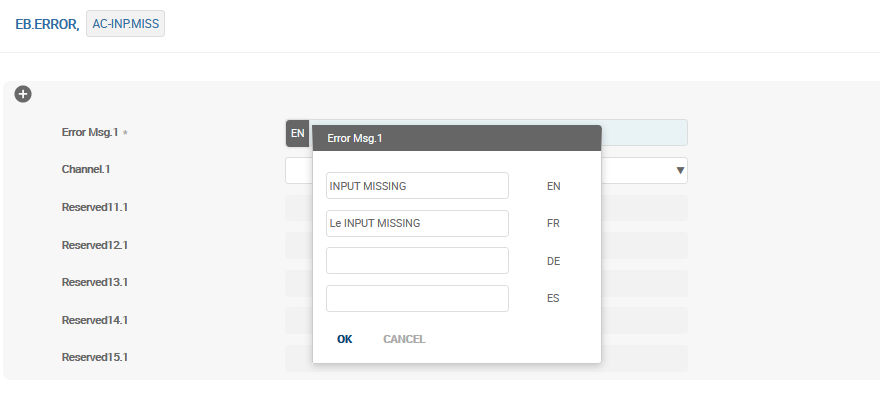 EB.ERROR, AC-INP.MISS
Error Msg.1 *
EN
Error Msg.1
Channel.1
INPUT MISSING EN
Reserved11.1
Le INPUT MISSING FR
Reserved12.1
DE
Reserved13.1
ES
Reserved14.1
OK CANCEL
Reserved15.1